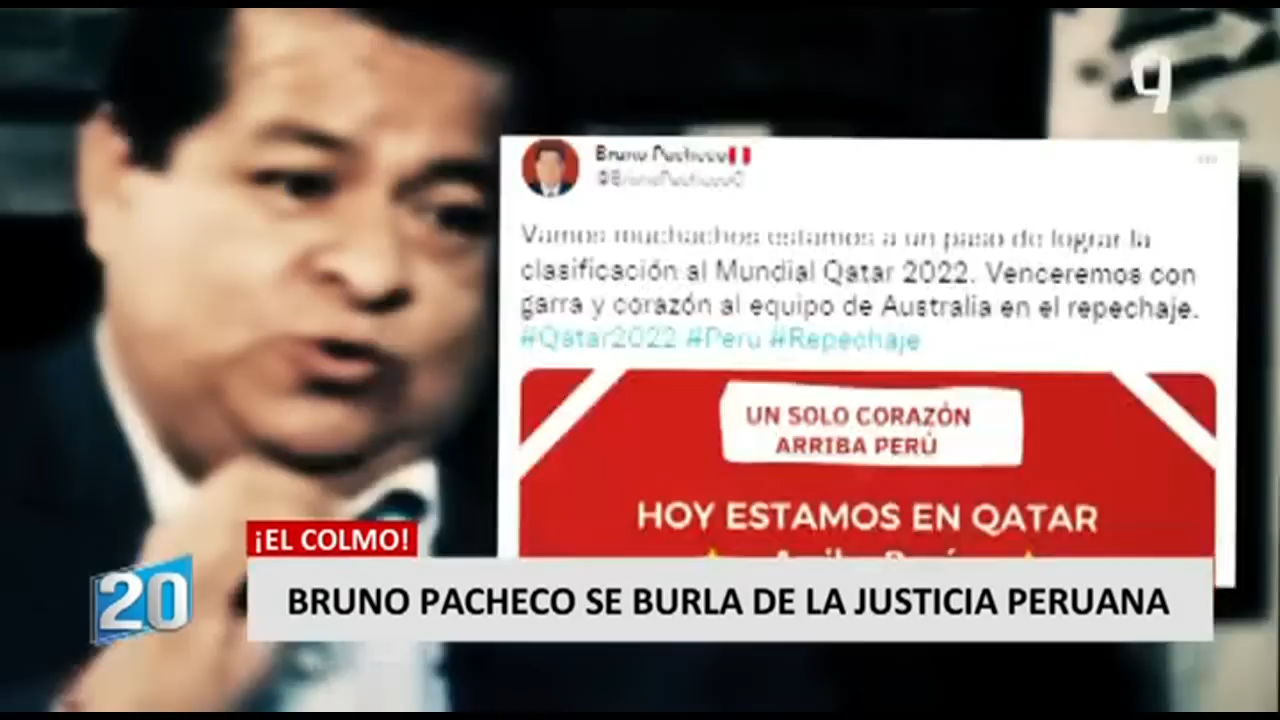 Bruno Pacheco
Vamos muchachos estamos a un paso de lograr la
clasificación al Mundial Qatar 2022. Venceremos con
garra y corazón al equipo de Australia en el repechaje.
#Qatar2022 #Peru #Repechaje
UN SOLO CORAZÓN
ARRIBA PERÚ
HOY ESTAMOS EN QATAR
¡EL COLMO!
20
BRUNO PACHECO SE BURLA DE LA JUSTICIA PERUANA